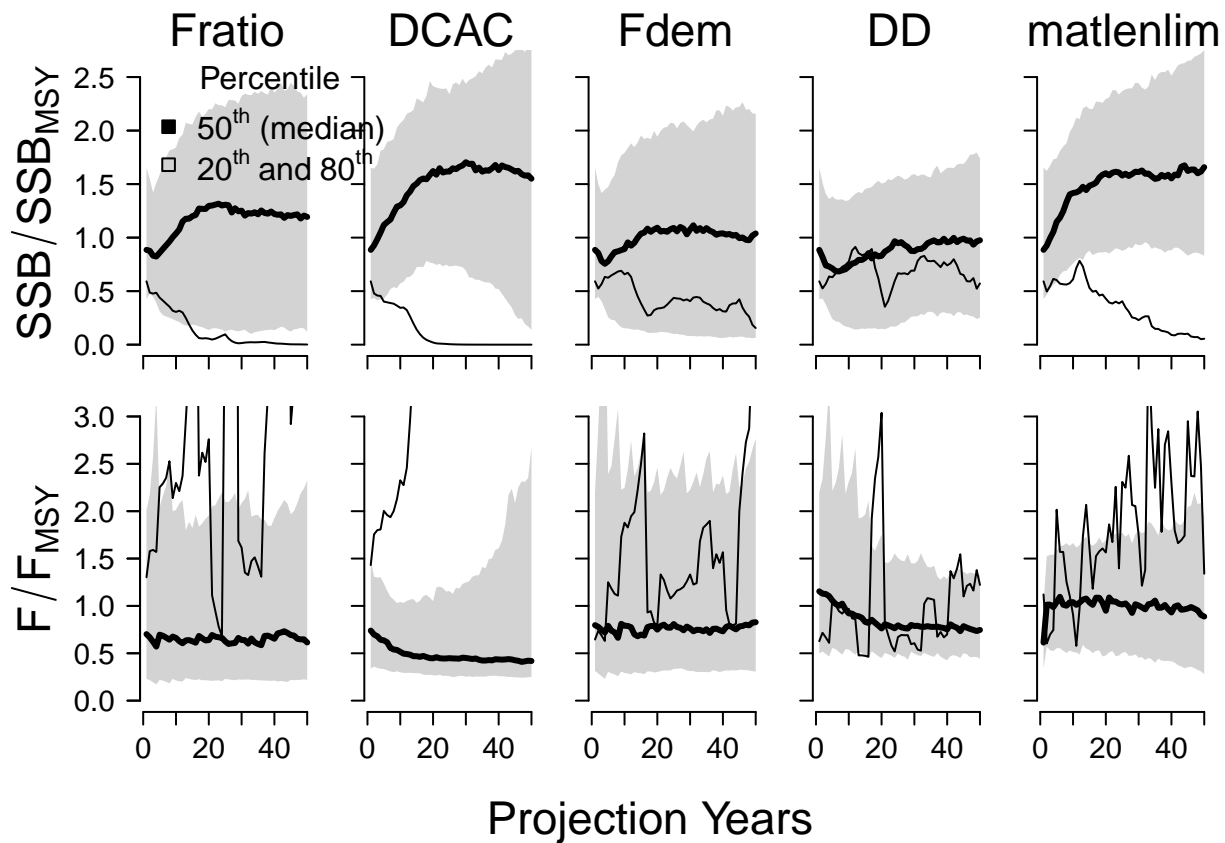 Fratio DCAC Fdem DD matlenlim
SSB / SSB_MSY
2.5
2.0
1.5
1.0
0.5
0.0
Percentile
50th (median)
20th and 80th
F / F_MSY
3.0
2.5
2.0
1.5
1.0
0.5
0.0
0 20 40 0 20 40 0 20 40 0 20 40 0 20 40
Projection Years